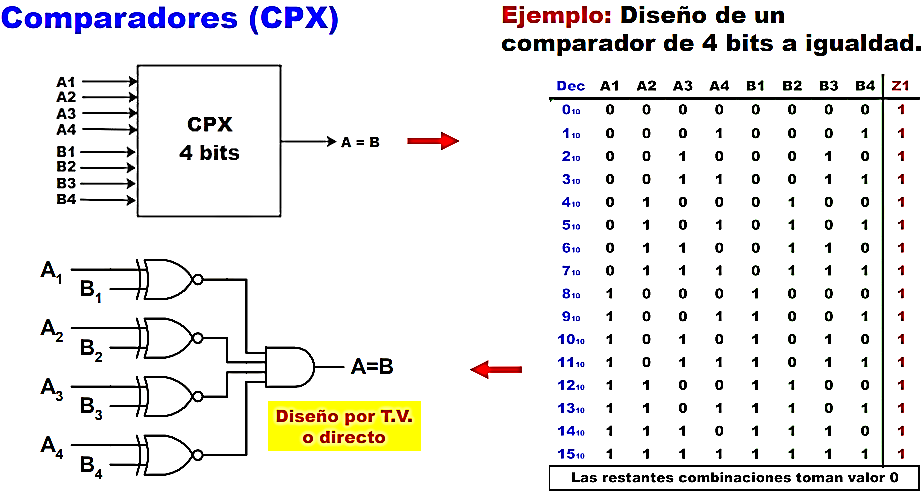 Comparadores (CPX)
Ejemplo: Diseño de un
comparador de 4 bits a igualdad.
A1
A2
A3
A4
B1
B2
B3
B4
CPX
4 bits
A = B
Dec A1 A2 A3 A4 B1 B2 B3 B4 Z1
0₁₀ 0 0 0 0 0 0 0 0 1
1₁₀ 0 0 0 1 0 0 0 1 1
2₁₀ 0 0 1 0 0 0 1 0 1
3₁₀ 0 0 1 1 0 0 1 1 1
4₁₀ 0 1 0 0 0 1 0 0 1
5₁₀ 0 1 0 1 0 1 0 1 1
6₁₀ 0 1 1 0 0 1 1 0 1
7₁₀ 0 1 1 1 0 1 1 1 1
8₁₀ 1 0 0 0 1 0 0 0 1
9₁₀ 1 0 0 1 1 0 0 1 1
10₁₀ 1 0 1 0 1 0 1 0 1
11₁₀ 1 0 1 1 1 0 1 1 1
12₁₀ 1 1 0 0 1 1 0 0 1
13₁₀ 1 1 0 1 1 1 0 1 1
14₁₀ 1 1 1 0 1 1 1 0 1
15₁₀ 1 1 1 1 1 1 1 1 1
Las restantes combinaciones toman valor 0
A₁
B₁
A₂
B₂
A₃
B₃
A₄
B₄
A=B
Diseño por T.V.
o directo